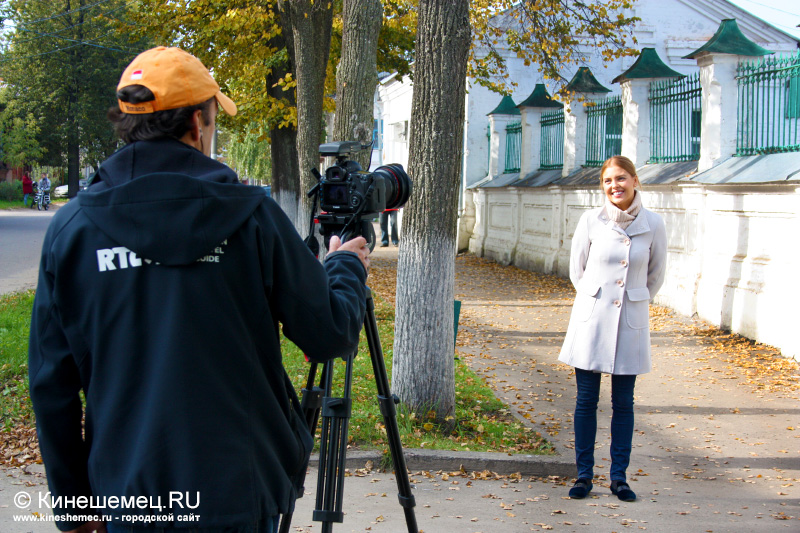 RTG
GUIDE
© Кинешемец.RU
www.kineshemec.ru - городской сайт